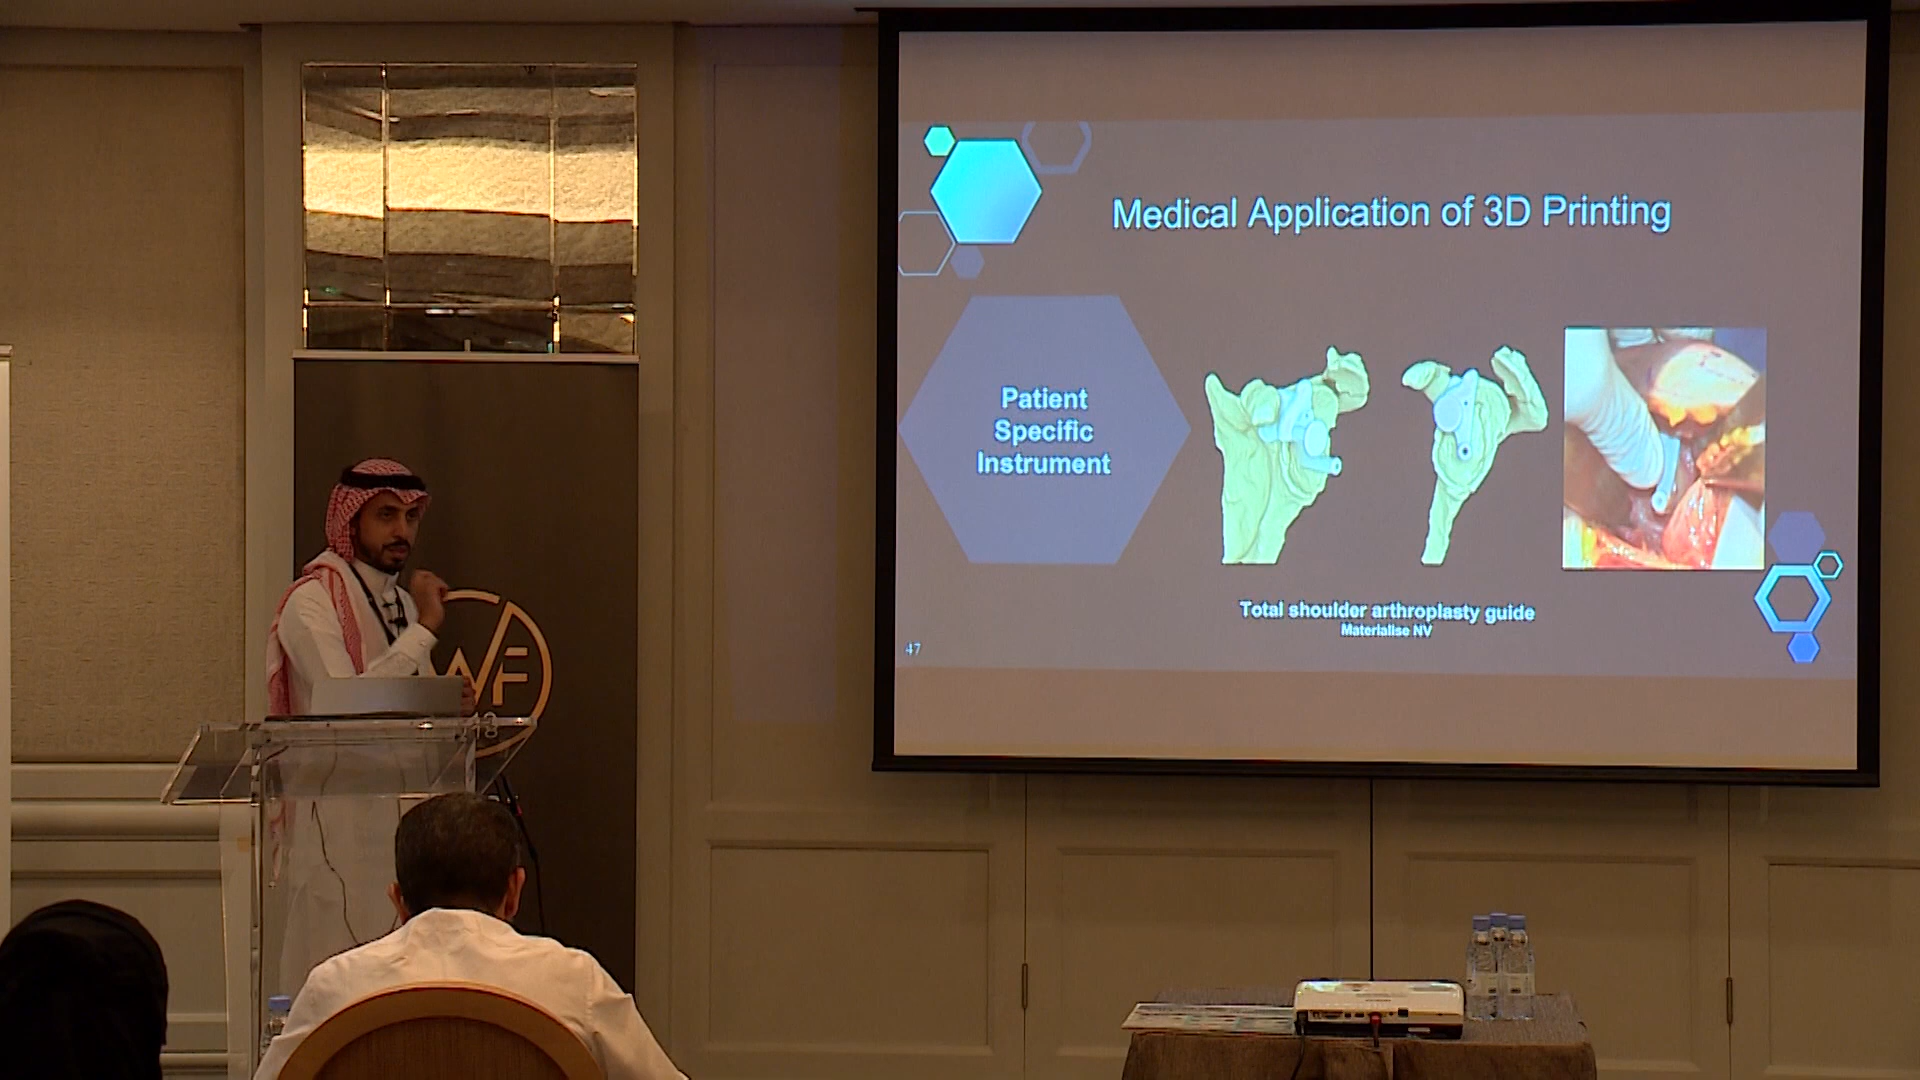 Medical Application of 3D Printing
Patient
Specific
Instrument
Total shoulder arthroplasty guide
Materialise NV
47